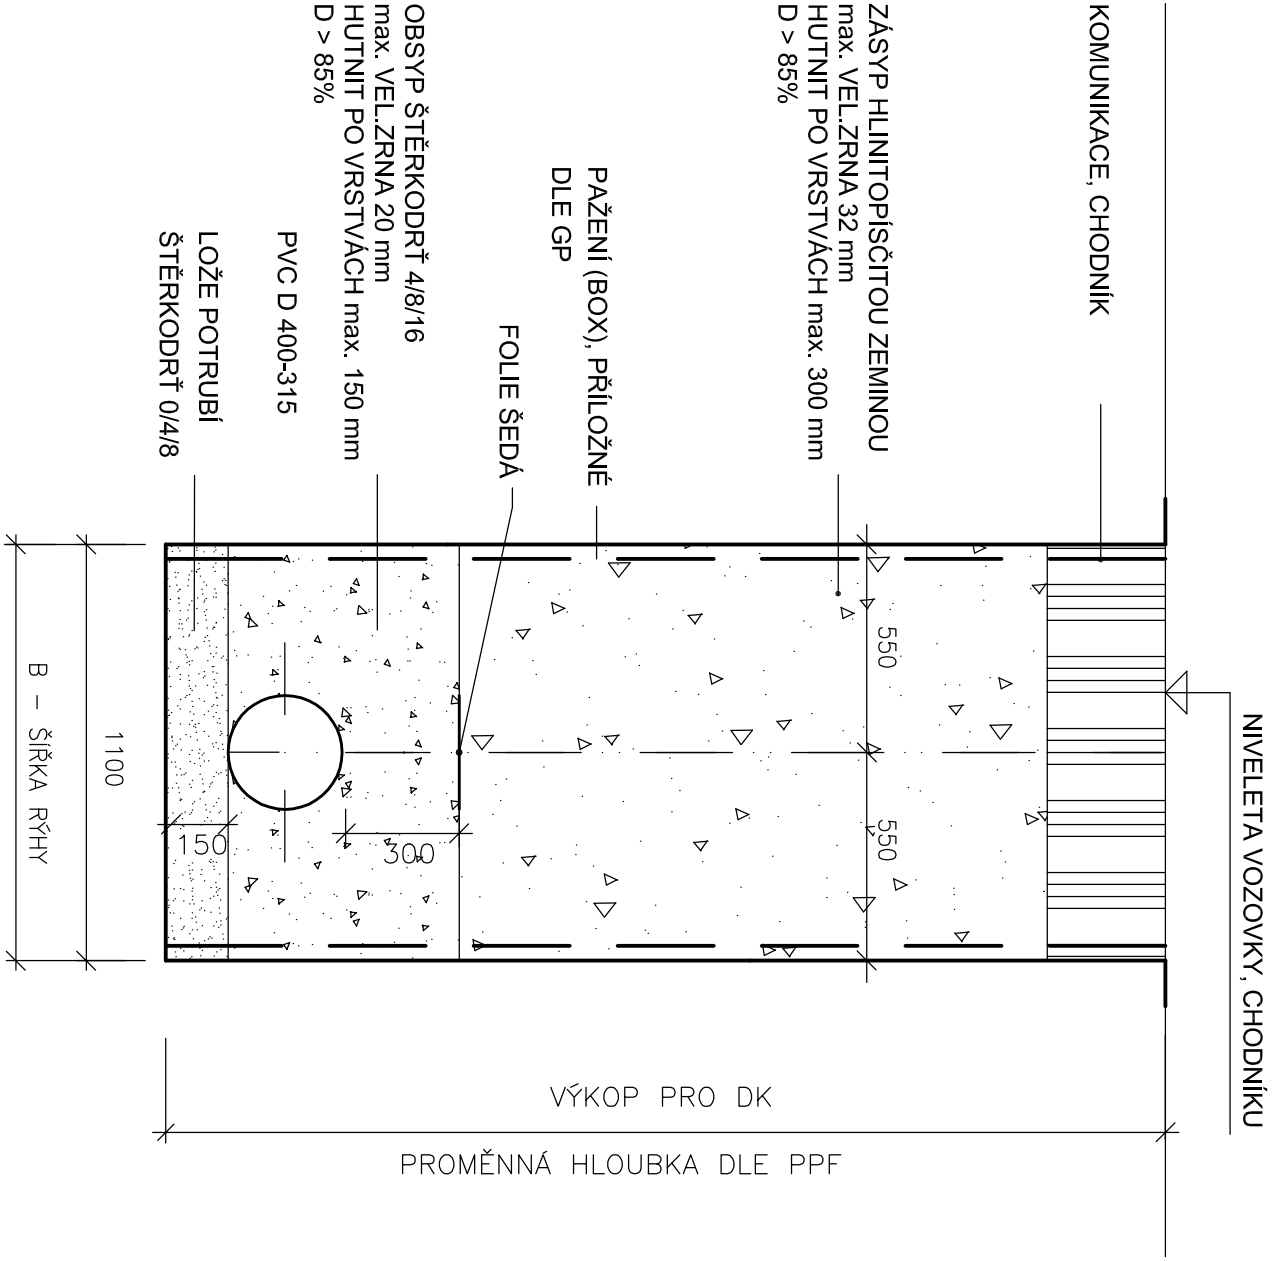 NIVELETA VOZOVKY, CHODNÍKU
KOMUNIKACE, CHODNÍK
ZÁSYP HLINITOPÍSČITOU ZEMINOU
max. VEL.ZRNA 32 mm
HUTNIT PO VRSTVÁCH max. 300 mm
D > 85%
550
550
PAŽENÍ (BOX), PŘÍLOŽNÉ
DLE GP
FOLIE ŠEDÁ
OBSYP ŠTĚRKODRŤ 4/8/16
max. VEL.ZRNA 20 mm
HUTNIT PO VRSTVÁCH max. 150 mm
D > 85%
300
PVC D 400-315
LOŽE POTRUBÍ
ŠTĚRKODRŤ 0/4/8
150
1100
B - ŠÍŘKA RÝHY
VÝKOP PRO DK
PROMĚNNÁ HLOUBKA DLE PPF